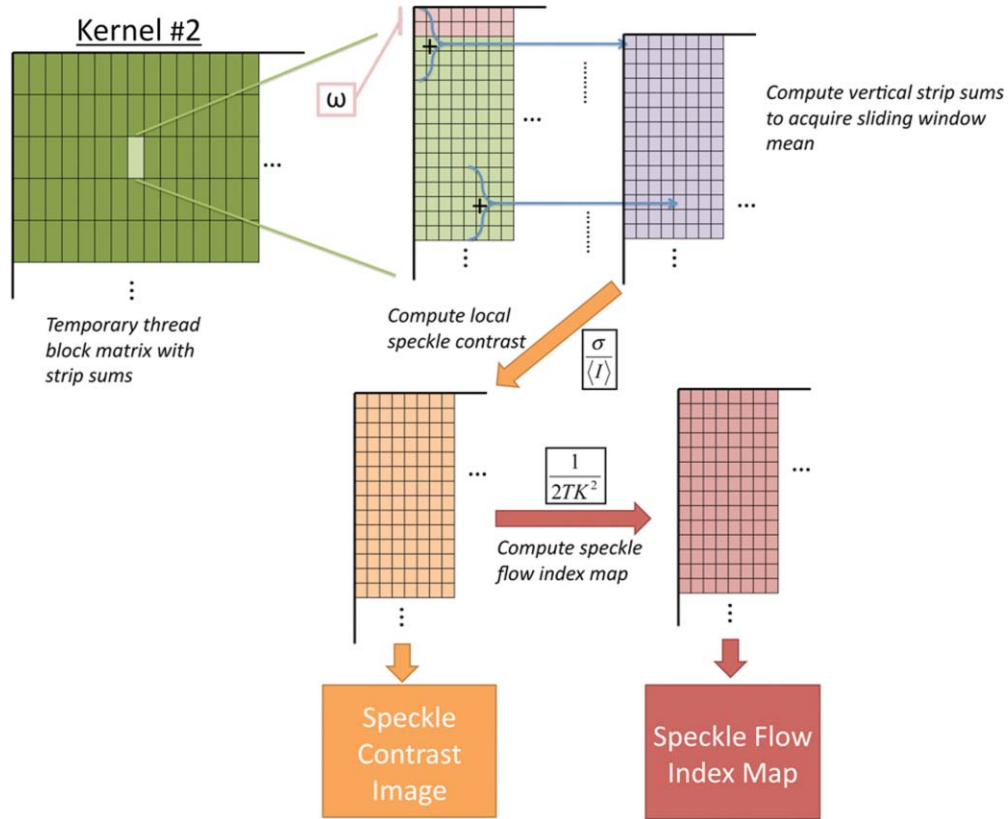 Kernel #2
ω
+
+
...
...
...
Compute vertical strip sums
to acquire sliding window
mean
⋮
⋮
Temporary thread
block matrix with
strip sums
Compute local
speckle contrast
σ
⟨I⟩
...
...
1
2TK²
Compute speckle
flow index map
⋮
⋮
Speckle
Contrast
Image
Speckle Flow
Index Map